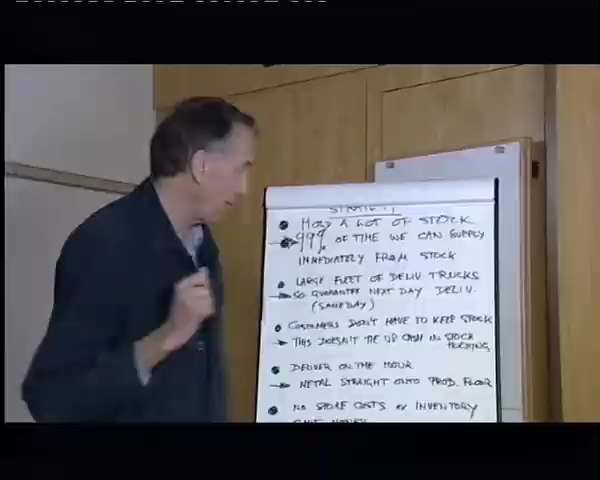 HOLD A LOT OF STOCK
99% OF TIME WE CAN SUPPLY
IMMEDIATELY FROM STOCK
LARGE FLEET OF DELIV TRUCKS
SO GUARANTEE NEXT DAY DELIV.
(SAMEDAY)
CUSTOMERS DON'T HAVE TO KEEP STOCK
THIS DOESN'T TIE UP CASH IN STOCK
HOLDING
DELIVER ON THE HOUR
METAL STRAIGHT ONTO PROD. FLOOR
NO STORE COSTS or INVENTORY